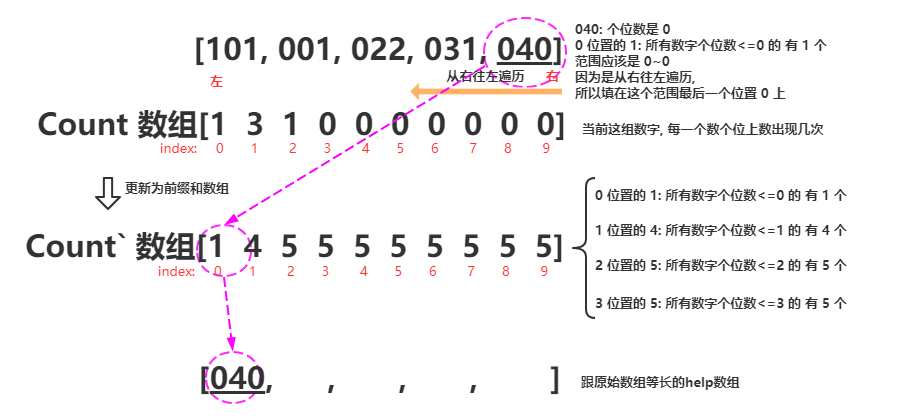 040: 个位数是 0
0 位置的 1: 所有数字个位数<=0 的 有 1 个
范围应该是 0~0
因为是从右往左遍历,
所以填在这个范围最后一个位置 0 上
[101, 001, 022, 031, 040]
左
从右往左遍历
右
Count 数组[1 3 1 0 0 0 0 0 0 0]
index: 0 1 2 3 4 5 6 7 8 9
当前这组数字, 每一个数个位上数出现几次
更新为前缀和数组
Count` 数组[1 4 5 5 5 5 5 5 5 5]
index: 0 1 2 3 4 5 6 7 8 9
0 位置的 1: 所有数字个位数<=0 的 有 1 个
1 位置的 4: 所有数字个位数<=1 的 有 4 个
2 位置的 5: 所有数字个位数<=2 的 有 5 个
3 位置的 5: 所有数字个位数<=3 的 有 5 个
[040, , , , ]
跟原始数组等长的help数组